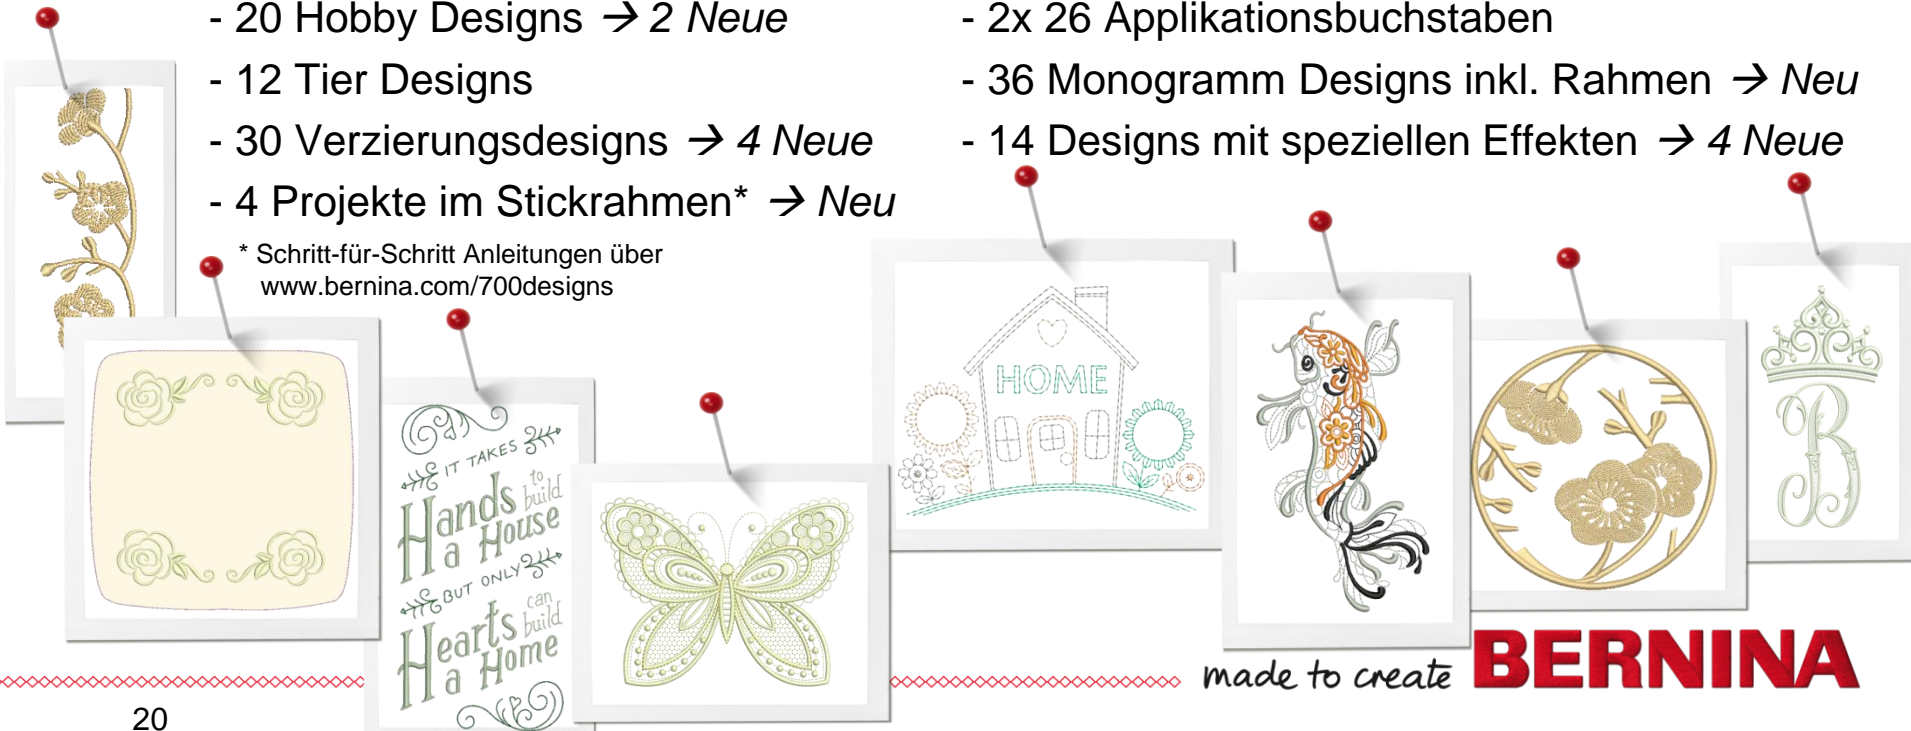 - 20 Hobby Designs → 2 Neue
- 12 Tier Designs
- 30 Verzierungsdesigns → 4 Neue
- 4 Projekte im Stickrahmen* → Neu
* Schritt-für-Schritt Anleitungen über
www.bernina.com/700designs
- 2x 26 Applikationsbuchstaben
- 36 Monogramm Designs inkl. Rahmen → Neu
- 14 Designs mit speziellen Effekten → 4 Neue
IT TAKES
Hands to build
a House
BUT ONLY
Hearts can build
a Home
HOME
B
made to create BERNINA
20